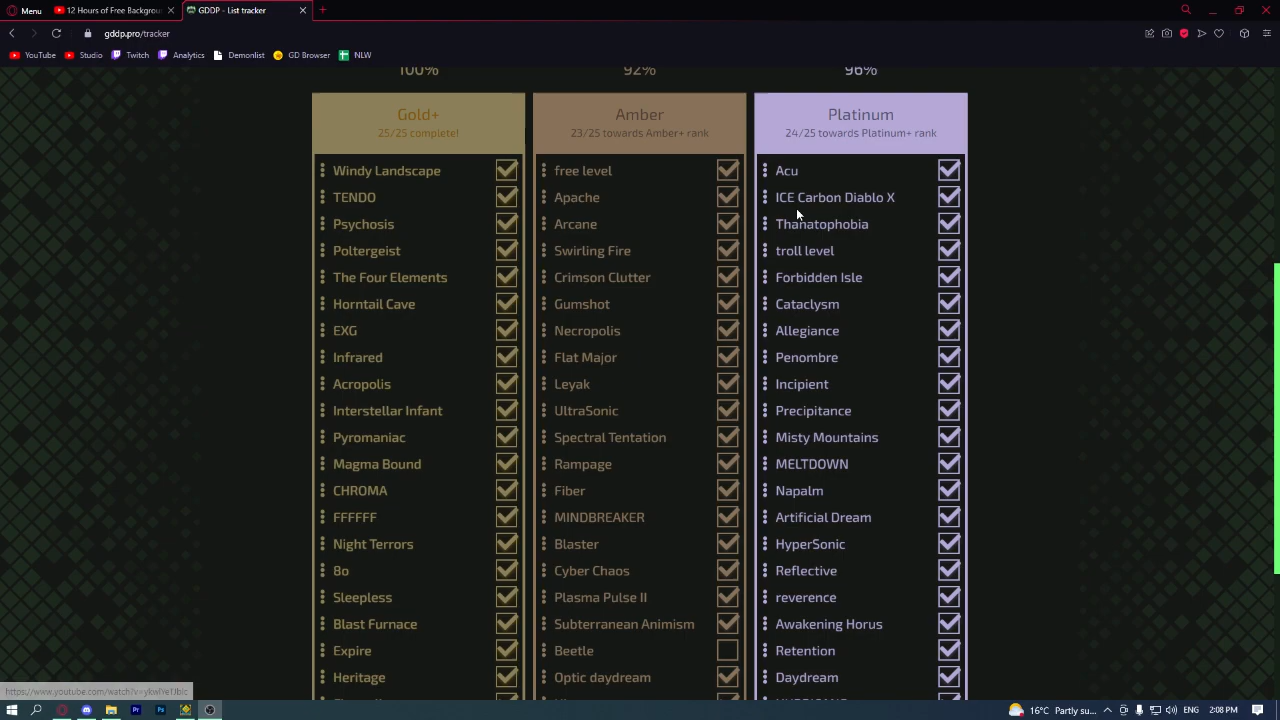 Menu
12 Hours of Free Backgrou
GDDP - List tracker
gddp.pro/tracker
YouTube
Studio
Twitch
Analytics
Demonlist
GD Browser
NLW
100%
92%
96%
Gold+
25/25 complete!
Windy Landscape
TENDO
Psychosis
Poltergeist
The Four Elements
Horntail Cave
EXG
Infrared
Acropolis
Interstellar Infant
Pyromaniac
Magma Bound
CHROMA
FFFFFF
Night Terrors
8o
Sleepless
Blast Furnace
Expire
Heritage
Amber
23/25 towards Amber+ rank
free level
Apache
Arcane
Swirling Fire
Crimson Clutter
Gumshot
Necropolis
Flat Major
Leyak
UltraSonic
Spectral Tentation
Rampage
Fiber
MINDBREAKER
Blaster
Cyber Chaos
Plasma Pulse II
Subterranean Animism
Beetle
Optic daydream
Platinum
24/25 towards Platinum+ rank
Acu
ICE Carbon Diablo X
Thanatophobia
troll level
Forbidden Isle
Cataclysm
Allegiance
Penombre
Incipient
Precipitance
Misty Mountains
MELTDOWN
Napalm
Artificial Dream
HyperSonic
Reflective
reverence
Awakening Horus
Retention
Daydream
16°C Partly su...
ENG
2:08 PM